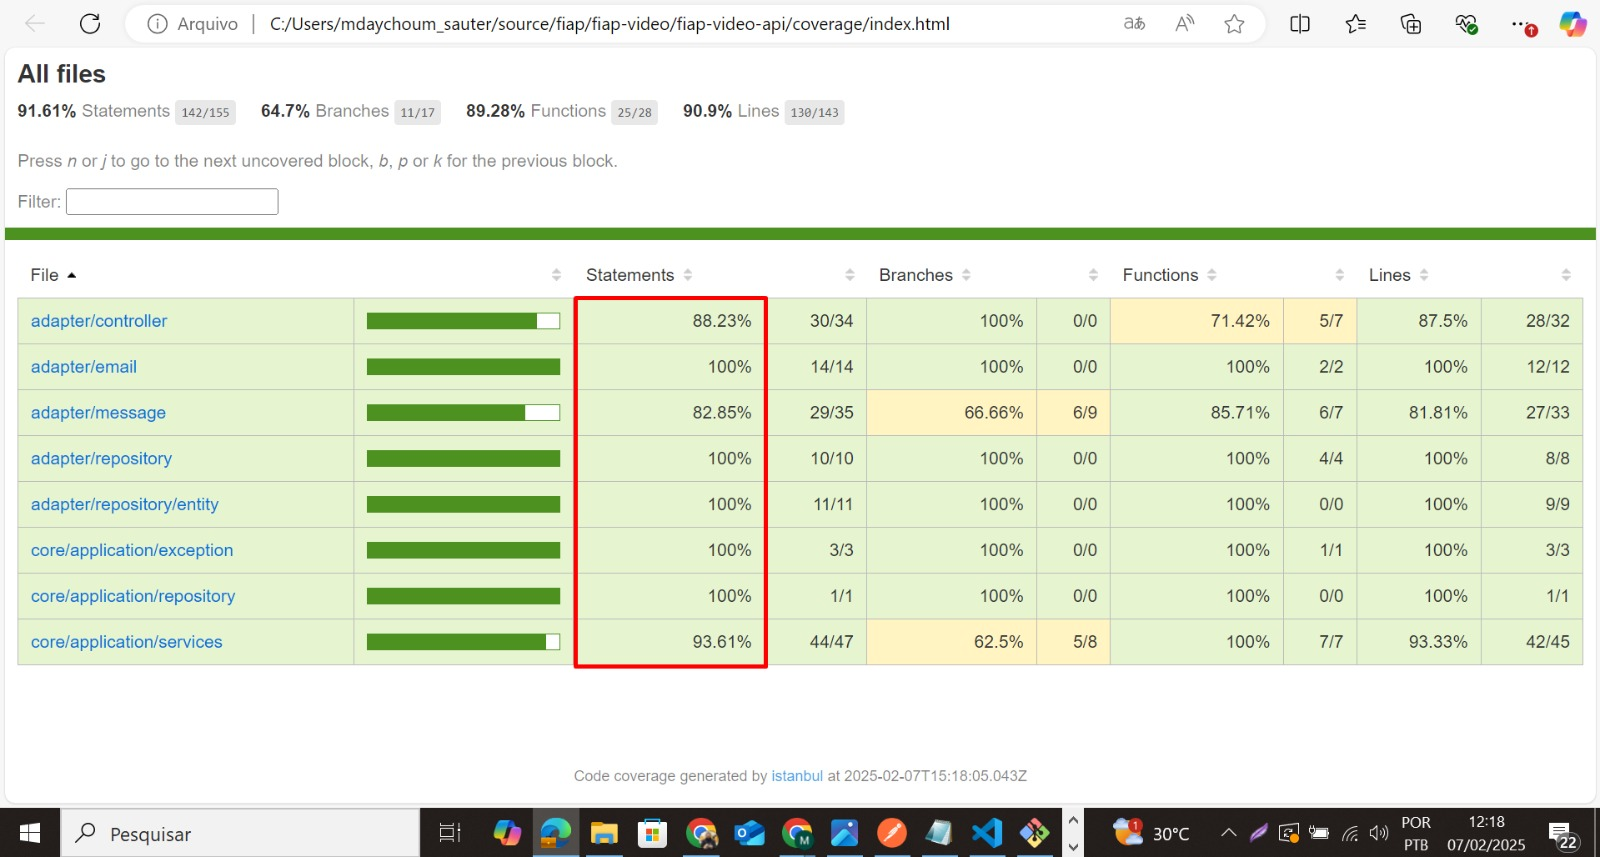 Arquivo C:/Users/mdaychoum_sauter/source/fiap/fiap-video/fiap-video-api/coverage/index.html aあ A
All files
91.61% Statements 142/155 64.7% Branches 11/17 89.28% Functions 25/28 90.9% Lines 130/143
Press n or j to go to the next uncovered block, b, p or k for the previous block.
Filter:
File Statements Branches Functions Lines
adapter/controller 88.23% 30/34 100% 0/0 71.42% 5/7 87.5% 28/32
adapter/email 100% 14/14 100% 0/0 100% 2/2 100% 12/12
adapter/message 82.85% 29/35 66.66% 6/9 85.71% 6/7 81.81% 27/33
adapter/repository 100% 10/10 100% 0/0 100% 4/4 100% 8/8
adapter/repository/entity 100% 11/11 100% 0/0 100% 0/0 100% 9/9
core/application/exception 100% 3/3 100% 0/0 100% 1/1 100% 3/3
core/application/repository 100% 1/1 100% 0/0 100% 0/0 100% 1/1
core/application/services 93.61% 44/47 62.5% 5/8 100% 7/7 93.33% 42/45
Code coverage generated by istanbul at 2025-02-07T15:18:05.043Z
Pesquisar M 1 30°C POR 12:18 22
PTB 07/02/2025